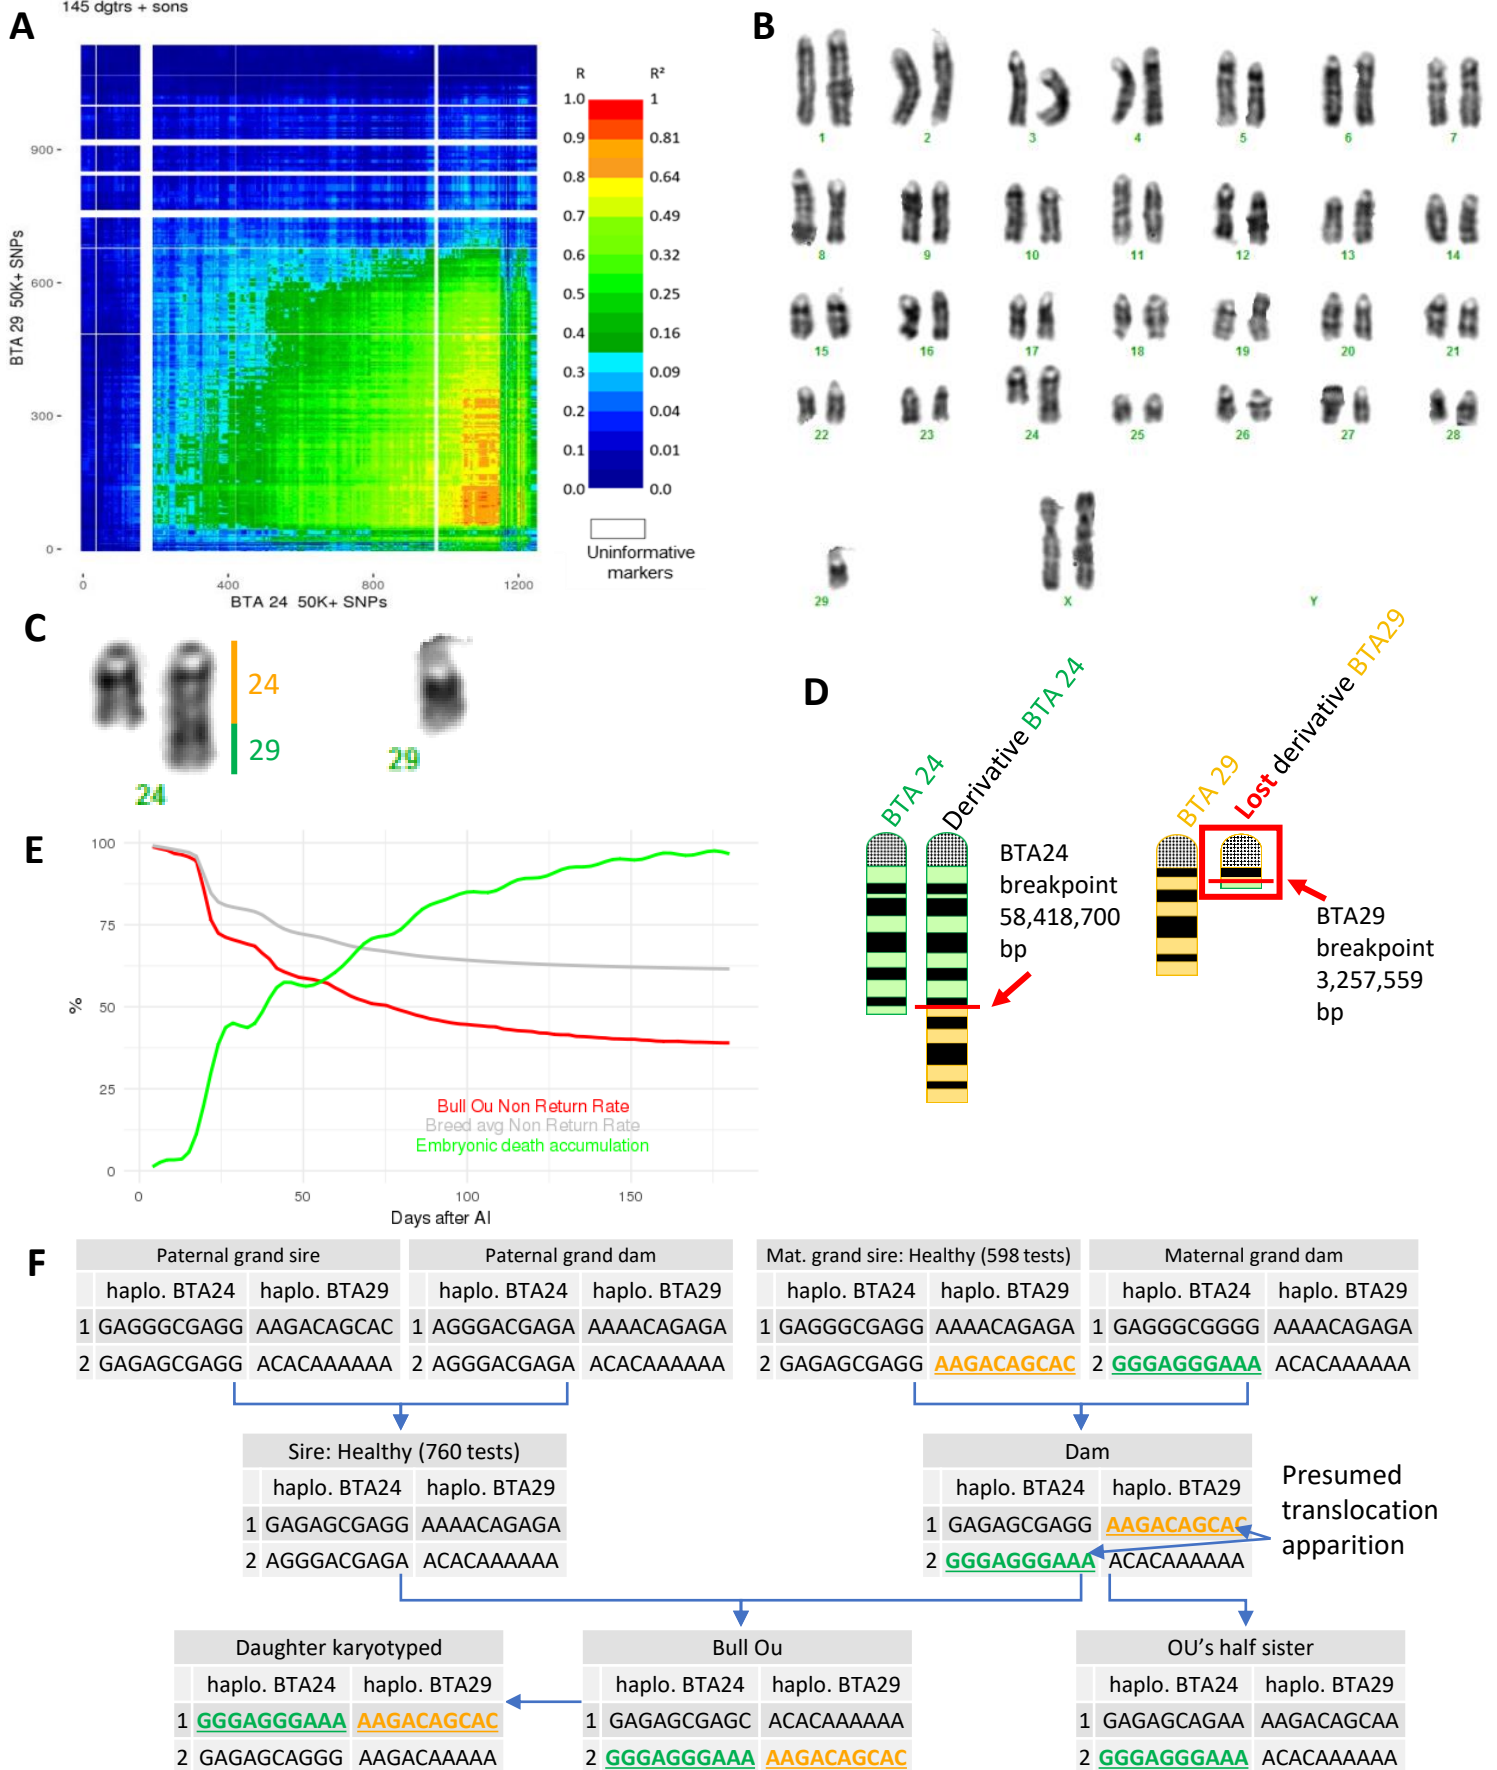 145 dgtrs + sons
A
R
R²
1.0
1
0.9
0.81
0.8
0.64
0.7
0.49
0.6
0.32
0.5
0.25
0.4
0.16
0.3
0.09
0.2
0.04
0.1
0.01
0.0
0.0
Uninformative
markers
BTA 29 50K+ SNPs
900
600
300
0
0
400
800
1200
BTA 24 50K+ SNPs
B
1 2 3 4 5 6 7
8 9 10 11 12 13 14
15 16 17 18 19 20 21
22 23 24 25 26 27 28
29 X Y
C
24
29
24
29
D
BTA 24
Derivative BTA 24
BTA 29
Lost derivative BTA29
BTA24
breakpoint
58,418,700
bp
BTA29
breakpoint
3,257,559
bp
E
%
100
75
50
25
0
0
50
100
150
Days after AI
Bull Ou Non Return Rate
Breed avg Non Return Rate
Embryonic death accumulation
F
Paternal grand sire
haplo. BTA24 haplo. BTA29
1 GAGGGCGAGG AAGACAGCAC
2 GAGAGCGAGG ACACAAAAAA
Paternal grand dam
haplo. BTA24 haplo. BTA29
1 AGGGACGAGA AAAACAGAGA
2 AGGGACGAGA ACACAAAAAA
Mat. grand sire: Healthy (598 tests)
haplo. BTA24 haplo. BTA29
1 GAGGGCGAGG AAAACAGAGA
2 GAGAGCGAGG AAGACAGCAC
Maternal grand dam
haplo. BTA24 haplo. BTA29
1 GAGGGCGGGG AAAACAGAGA
2 GGGAGGGAAA ACACAAAAAA
Sire: Healthy (760 tests)
haplo. BTA24 haplo. BTA29
1 GAGAGCGAGG AAAACAGAGA
2 AGGGACGAGA ACACAAAAAA
Dam
haplo. BTA24 haplo. BTA29
1 GAGAGCGAGG AAGACAGCAC
2 GGGAGGGAAA ACACAAAAAA
Presumed
translocation
apparition
Daughter karyotyped
haplo. BTA24 haplo. BTA29
1 GGGAGGGAAA AAGACAGCAC
2 GAGAGCAGGG AAGACAAAAA
Bull Ou
haplo. BTA24 haplo. BTA29
1 GAGAGCGAGC ACACAAAAAA
2 GGGAGGGAAA AAGACAGCAC
OU's half sister
haplo. BTA24 haplo. BTA29
1 GAGAGCAGAA AAGACAGCAA
2 GGGAGGGAAA ACACAAAAAA